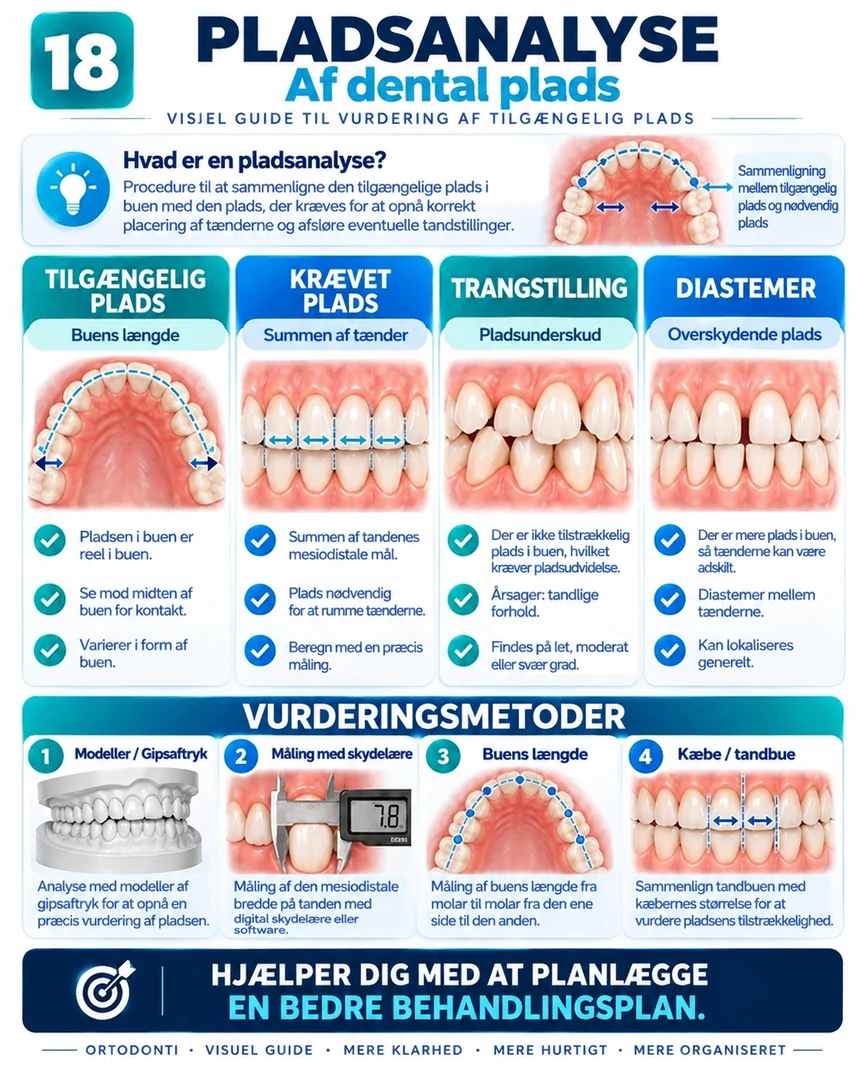 18
PLADSANALYSE
Af dental plads
VISJEL GUIDE TIL VURDERING AF TILGÆNGELIG PLADS
Hvad er en pladsanalyse?
Procedure til at sammenligne den tilgængelige plads i
buen med den plads, der kræves for at opnå korrekt
placering af tænderne og afsløre eventuelle tandstillinger.
Sammenligning
mellem tilgængelig
plads og nødvendig
plads
TILGÆNGELIG
PLADS
Buens længde
Pladsen i buen er
reel i buen.
Se mod midten af
buen for kontakt.
Varierer i form af
buen.
KRÆVET
PLADS
Summen af tænder
Summen af tandenes
mesiodistale mål.
Plads nødvendig
for at rumme tænderne.
Beregn med en præcis
måling.
TRANGSTILLING
Pladsunderskud
Der er ikke tilstrækkelig
plads i buen, hvilket
kræver pladsudvidelse.
Årsager: tandlige
forhold.
Findes på let, moderat
eller svær grad.
DIASTEMER
Overskydende plads
Der er mere plads i buen,
så tænderne kan være
adskilt.
Diastemer mellem
tænderne.
Kan lokaliseres
generelt.
VURDERINGSMETODER
1 Modeller / Gipsaftryk
Analyse med modeller af
gipsaftryk for at opnå en
præcis vurdering af pladsen.
2 Måling med skydelære
7.8
Måling af den mesiodistale
bredde på tanden med
digital skydelære eller
software.
3 Buens længde
Måling af buens længde fra
molar til molar fra den ene
side til den anden.
4 Kæbe / tandbue
Sammenlign tandbuen med
kæbernes størrelse for at
vurdere pladsens tilstrækkelighed.
HJÆLPER DIG MED AT PLANLÆGGE
EN BEDRE BEHANDLINGSPLAN.
ORTODONTI • VISUEL GUIDE • MERE KLARHED • MERE HURTIGT • MERE ORGANISERET